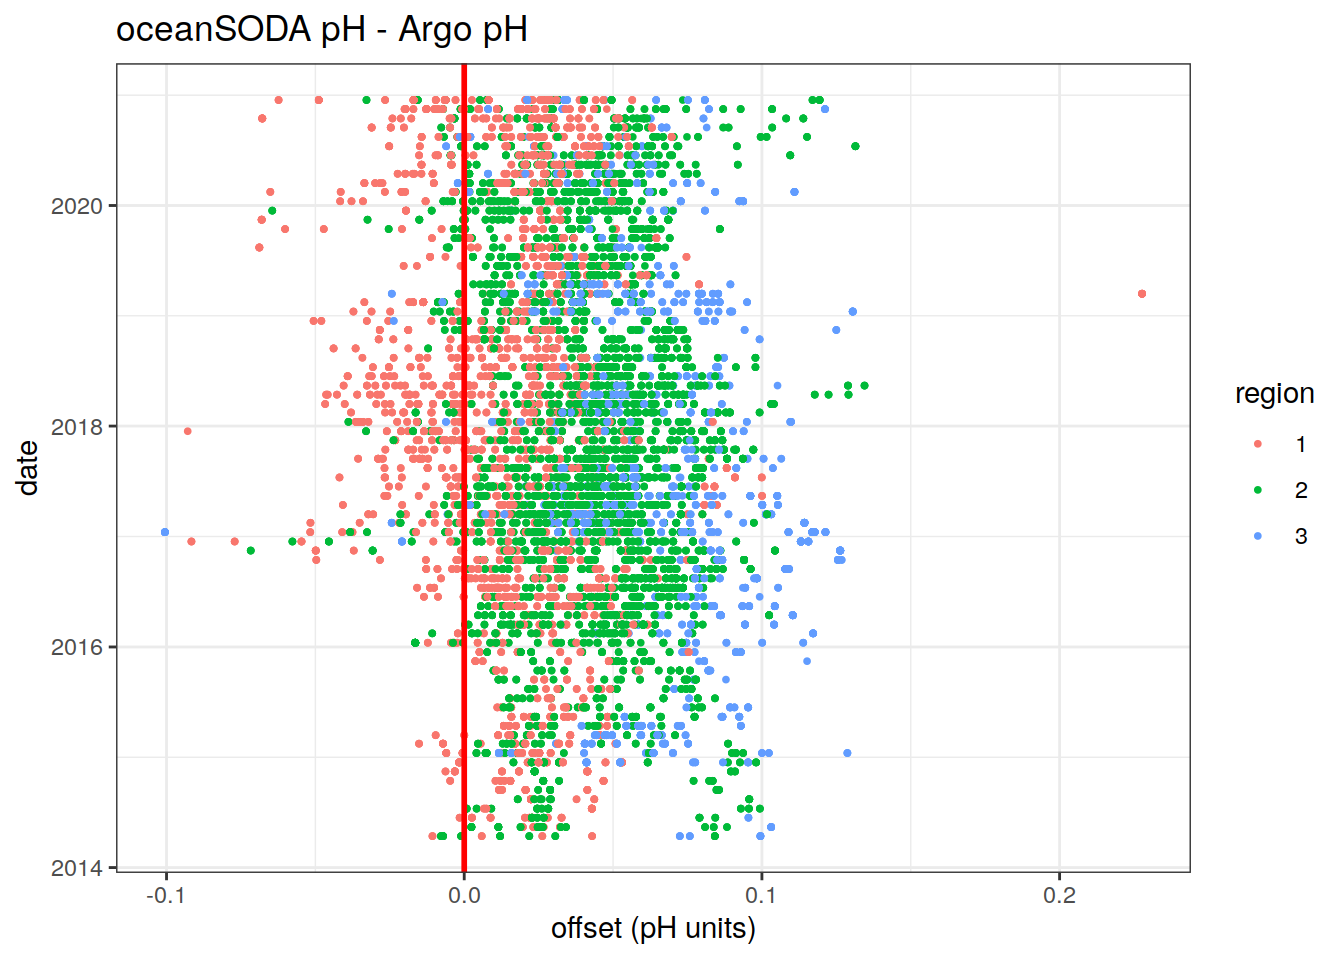 oceanSODA pH - Argo pH
2020
2018
2016
2014
date
-0.1
0.0
0.1
0.2
offset (pH units)
region
1
2
3